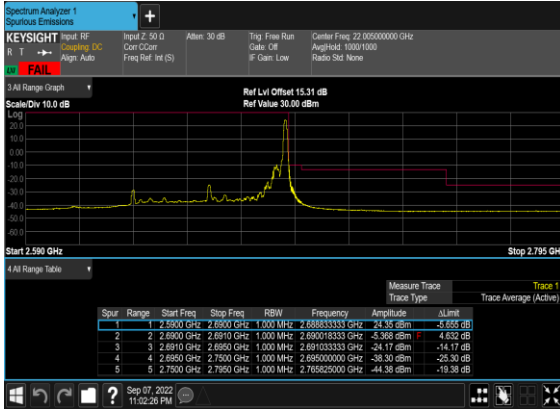 Spectrum Analyzer 1
Spurious Emissions
+
KEYSIGHT Input: RF Input Z: 50 Ω Atten: 30 dB Trig: Free Run Center Freq: 22.005000000 GHz
R T Coupling: DC Corr CCorr Gate: Off Avg|Hold: 1000/1000
Align: Auto Freq Ref: Int (S) IF Gain: Low Radio Std: None
FAIL
3 All Range Graph
Ref Lvl Offset 15.31 dB
Scale/Div 10.0 dB Ref Value 30.00 dBm
Log
20.0
10.0
0.00
-10.0
-20.0
-30.0
-40.0
-50.0
-60.0
Start 2.590 GHz Stop 2.795 GH
4 All Range Table
Measure Trace Trace 1
Trace Type Trace Average (Active)
Spur Range Start Freq Stop Freq RBW Frequency Amplitude ΔLimit
1 1 2.5900 GHz 2.6900 GHz 1.000 MHz 2.688833333 GHz 24.35 dBm -5.655 dB
2 2 2.6900 GHz 2.6910 GHz 1.000 MHz 2.690018333 GHz -5.368 dBm F 4.632 dB
3 3 2.6910 GHz 2.6950 GHz 1.000 MHz 2.691033333 GHz -24.17 dBm -14.17 dB
4 4 2.6950 GHz 2.7500 GHz 1.000 MHz 2.695000000 GHz -38.30 dBm -25.30 dB
5 5 2.7500 GHz 2.7950 GHz 1.000 MHz 2.765825000 GHz -44.38 dBm -19.38 dB
? Sep 07, 2022
11:02:26 PM